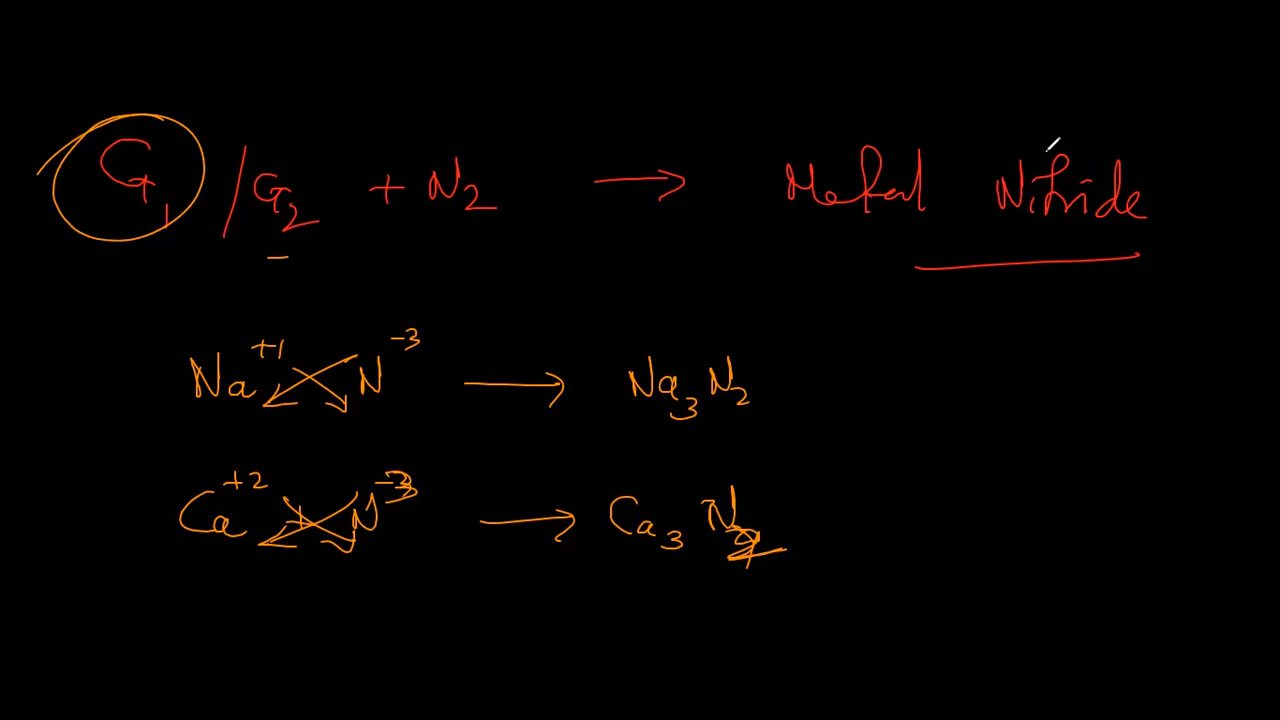 G₁ / G₂ + N₂ → Metal Nitride
Na⁺¹ N⁻³ → Na₃N₂
Ca⁺² N⁻³ → Ca₃N₂